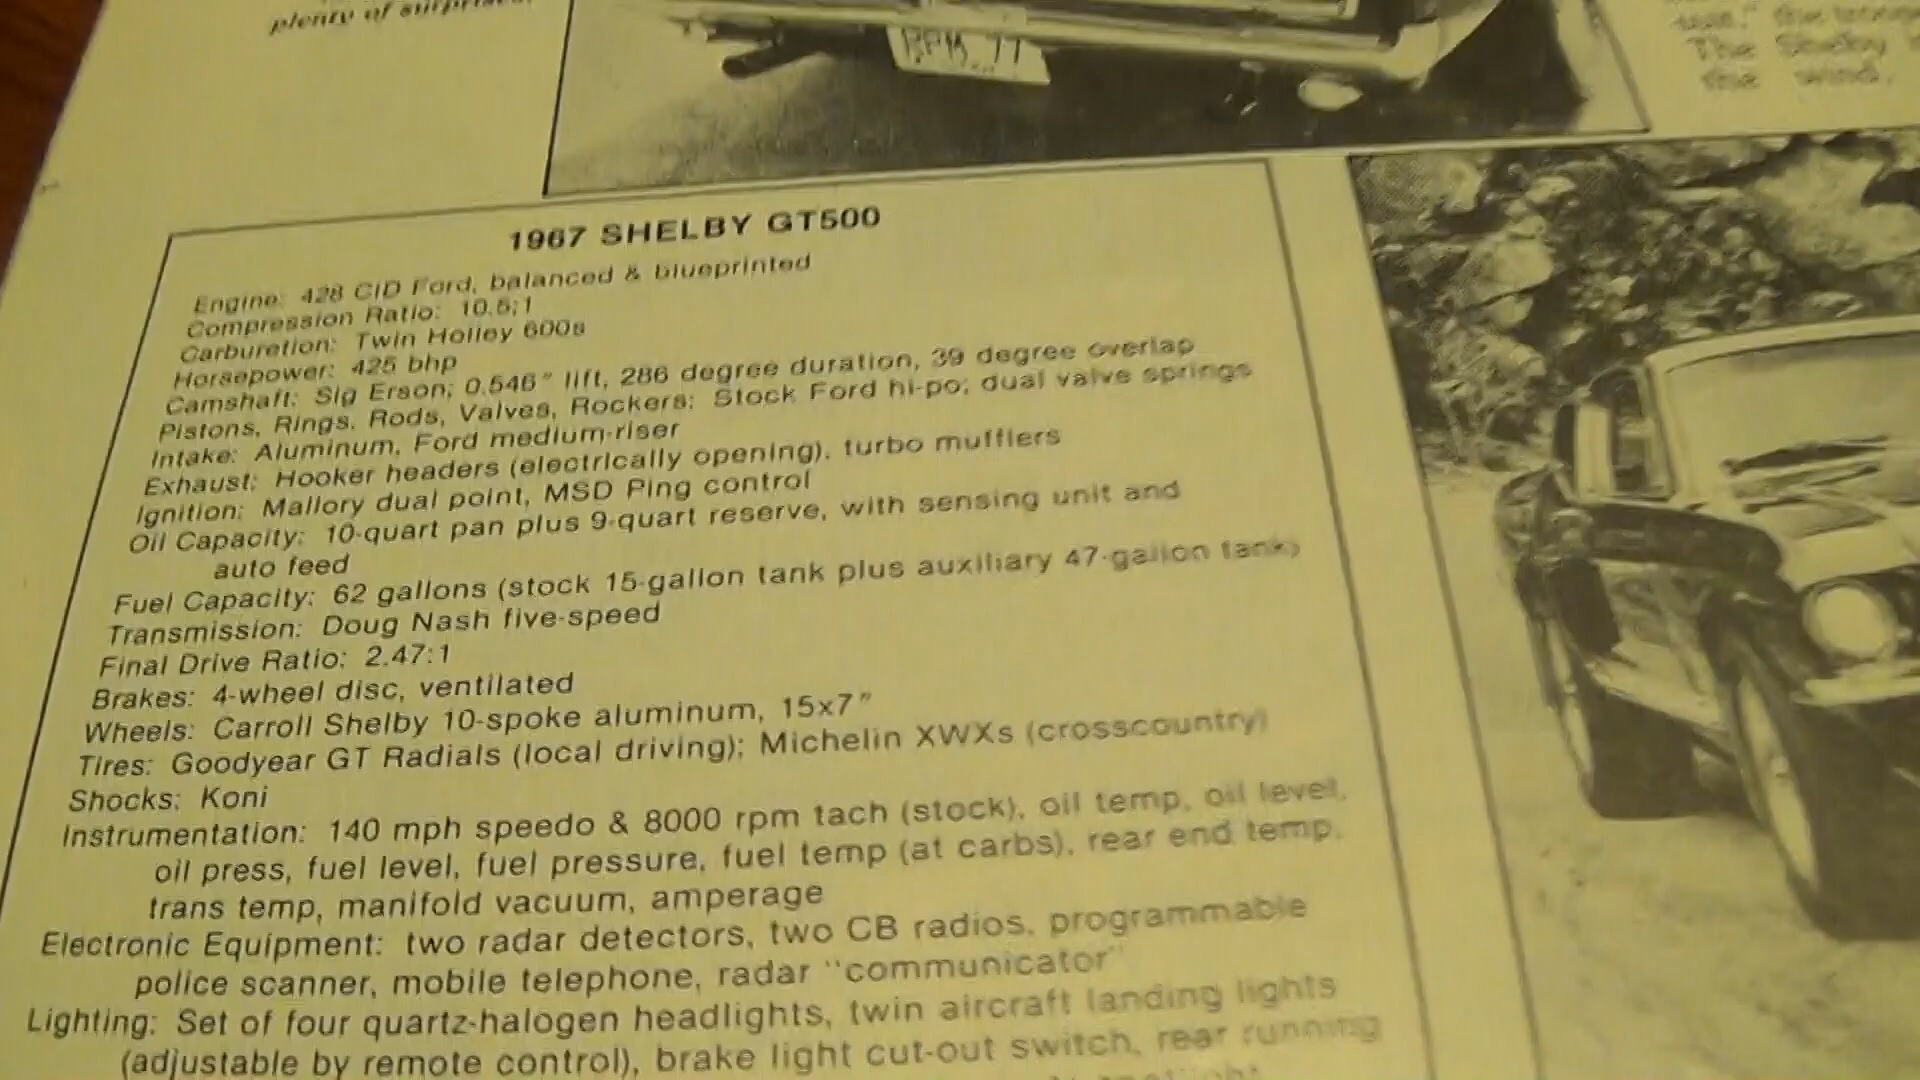 plenty of surprises.
RPM 77
The Shelby
the wind.
1967 SHELBY GT500
Engine: 428 CID Ford, balanced & blueprinted
Compression Ratio: 10.5:1
Carburetion: Twin Holley 600s
Horsepower: 425 bhp
Camshaft: Sig Erson; 0.546" lift, 286 degree duration, 39 degree overlap
Pistons, Rings, Rods, Valves, Rockers: Stock Ford hi-po; dual valve springs
Intake: Aluminum, Ford medium-riser
Exhaust: Hooker headers (electrically opening), turbo mufflers
Ignition: Mallory dual point, MSD Ping control
Oil Capacity: 10-quart pan plus 9-quart reserve, with sensing unit and
auto feed
Fuel Capacity: 62 gallons (stock 15-gallon tank plus auxiliary 47-gallon tank)
Transmission: Doug Nash five-speed
Final Drive Ratio: 2.47:1
Brakes: 4-wheel disc, ventilated
Wheels: Carroll Shelby 10-spoke aluminum, 15x7"
Tires: Goodyear GT Radials (local driving); Michelin XWXs (crosscountry)
Shocks: Koni
Instrumentation: 140 mph speedo & 8000 rpm tach (stock), oil temp, oil level,
oil press, fuel level, fuel pressure, fuel temp (at carbs), rear end temp,
trans temp, manifold vacuum, amperage
Electronic Equipment: two radar detectors, two CB radios, programmable
police scanner, mobile telephone, radar "communicator"
Lighting: Set of four quartz-halogen headlights, twin aircraft landing lights
(adjustable by remote control), brake light cut-out switch, rear running